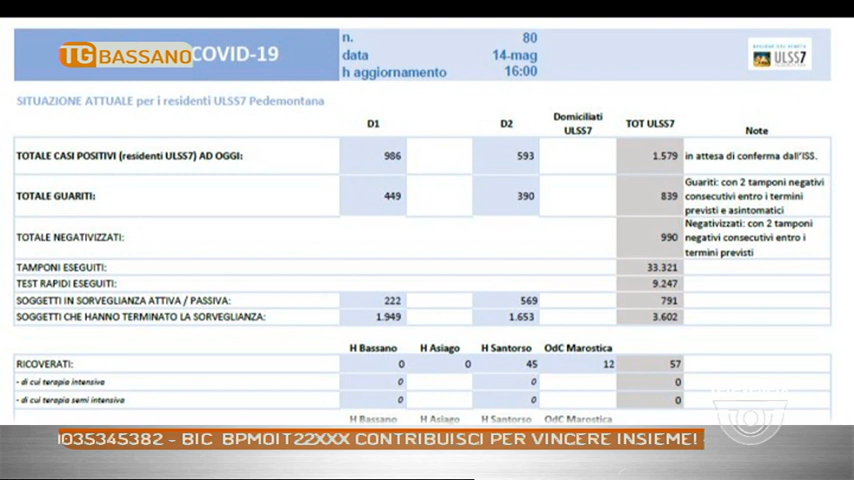 TG BASSANO COVID-19
n. 80
data 14-mag
h aggiornamento 16:00
ULSS7
SITUAZIONE ATTUALE per i residenti ULSS7 Pedemontana
D1 D2 Domiciliati ULSS7 TOT ULSS7 Note
TOTALE CASI POSITIVI (residenti ULSS7) AD OGGI: 986 593 1.579 in attesa di conferma dall'ISS.
TOTALE GUARITI: 449 390 839 Guariti: con 2 tamponi negativi
consecutivi entro i termini
previsti e asintomatici
TOTALE NEGATIVIZZATI: 990 Negativizzati: con 2 tamponi
negativi consecutivi entro i
termini previsti
TAMPONI ESEGUITI: 33.321
TEST RAPIDI ESEGUITI: 9.247
SOGGETTI IN SORVEGLIANZA ATTIVA / PASSIVA: 222 569 791
SOGGETTI CHE HANNO TERMINATO LA SORVEGLIANZA: 1.949 1.653 3.602
H Bassano H Asiago H Santorso OdC Marostica
RICOVERATI: 0 0 45 12 57
- di cui terapia intensiva 0 0 0
- di cui terapia semi intensiva 0 0 0
H Bassano H Asiago H Santorso OdC Marostica
0035345382 - BIC BPMOIT22XXX CONTRIBUISCI PER VINCERE INSIEME!